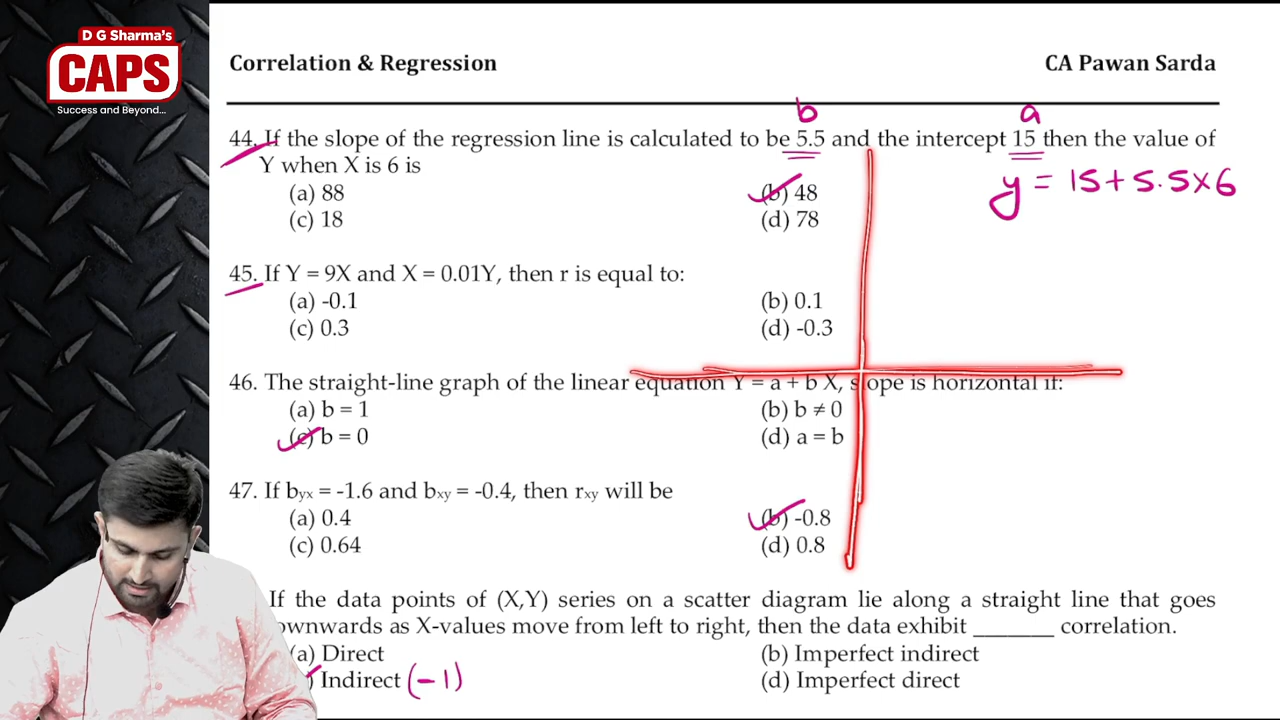 D G Sharma's
CAPS
Success and Beyond...
Correlation & Regression CA Pawan Sarda
b a
44. If the slope of the regression line is calculated to be 5.5 and the intercept 15 then the value of
Y when X is 6 is
y = 15 + 5.5 x 6
(a) 88 (b) 48
(c) 18 (d) 78
45. If Y = 9X and X = 0.01Y, then r is equal to:
(a) -0.1 (b) 0.1
(c) 0.3 (d) -0.3
46. The straight-line graph of the linear equation Y = a + b X, slope is horizontal if:
(a) b = 1 (b) b ≠ 0
(c) b = 0 (d) a = b
47. If byx = -1.6 and bxy = -0.4, then rxy will be
(a) 0.4 (b) -0.8
(c) 0.64 (d) 0.8
If the data points of (X,Y) series on a scatter diagram lie along a straight line that goes
ownwards as X-values move from left to right, then the data exhibit _______ correlation.
(a) Direct (b) Imperfect indirect
) Indirect (-1) (d) Imperfect direct